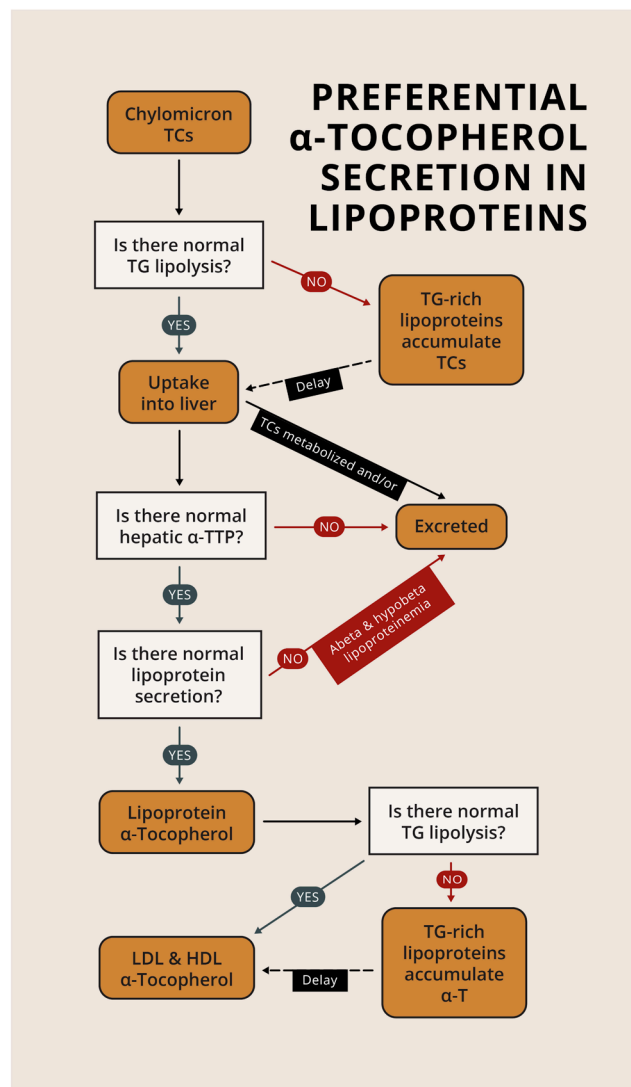 PREFERENTIAL
α-TOCOPHEROL
SECRETION IN
LIPOPROTEINS
Chylomicron
TCs
Is there normal
TG lipolysis?
NO
TG-rich
lipoproteins
accumulate
TCs
YES
Delay
Uptake
into liver
TCs metabolized and/or
Is there normal
hepatic α-TTP?
NO
Excreted
YES
Is there normal
lipoprotein
secretion?
NO
Abeta & hypobeta
lipoproteinemia
YES
Lipoprotein
α-Tocopherol
Is there normal
TG lipolysis?
YES
NO
TG-rich
lipoproteins
accumulate
α-T
Delay
LDL & HDL
α-Tocopherol